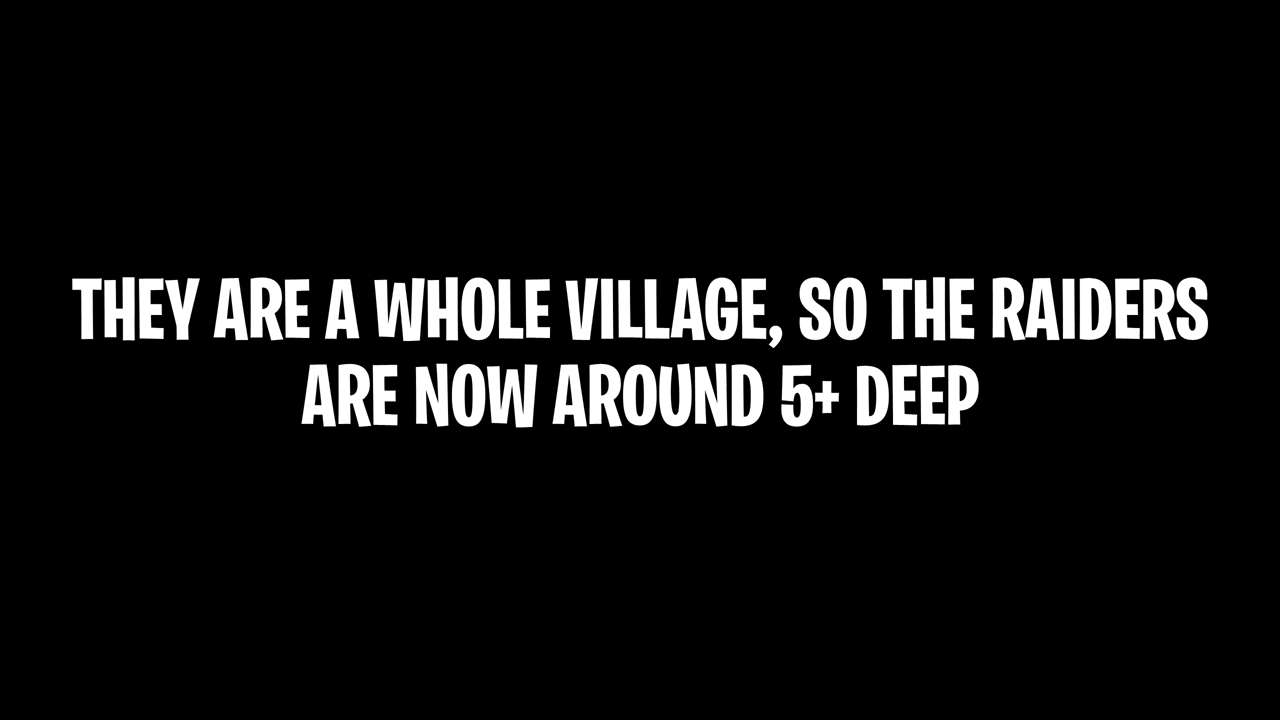 THEY ARE A WHOLE VILLAGE, SO THE RAIDERS
ARE NOW AROUND 5+ DEEP